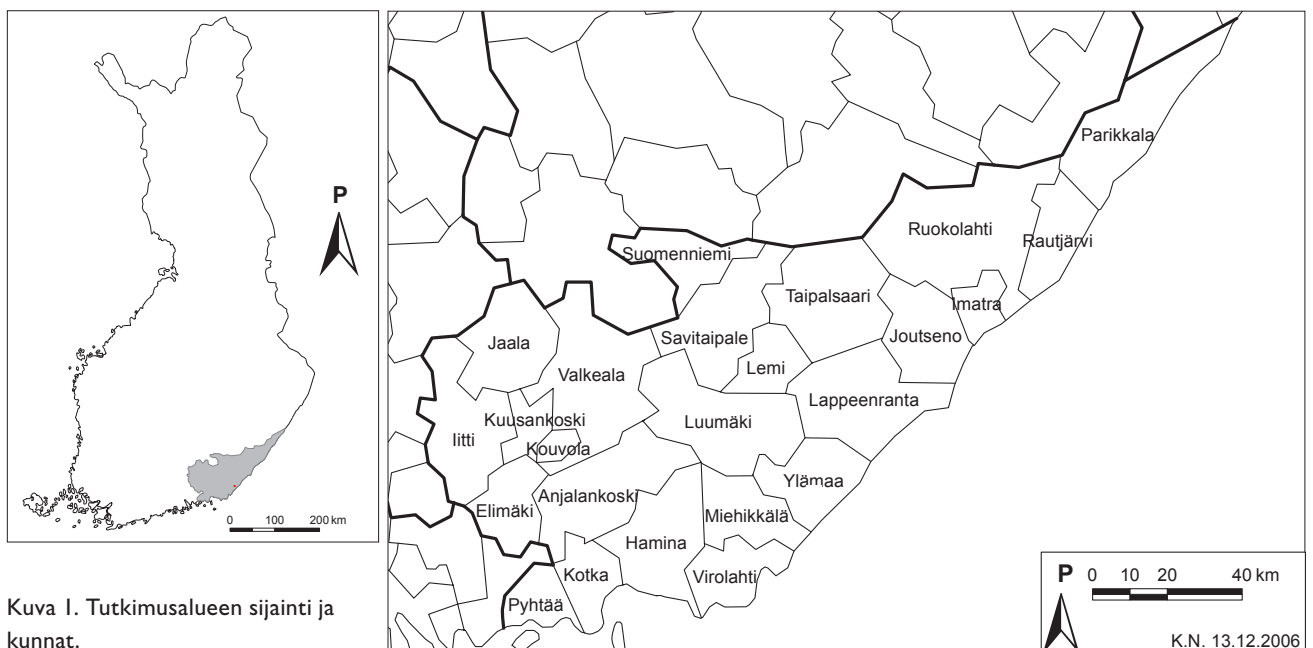 P
0 100 200 km
Kuva 1. Tutkimusalueen sijainti ja
kunnat.
Parikkala
Ruokolahti
Rautjärvi
Suomenniemi
Taipalsaari
Imatra
Savitaipale
Joutseno
Jaala
Lemi
Valkeala
Lappeenranta
Kuusankoski
Luumäki
Iitti
Kouvola
Ylämaa
Anjalankoski
Elimäki
Miehikkälä
Hamina
Kotka
Virolahti
Pyhtää
P 0 10 20 40 km
K.N. 13.12.2006